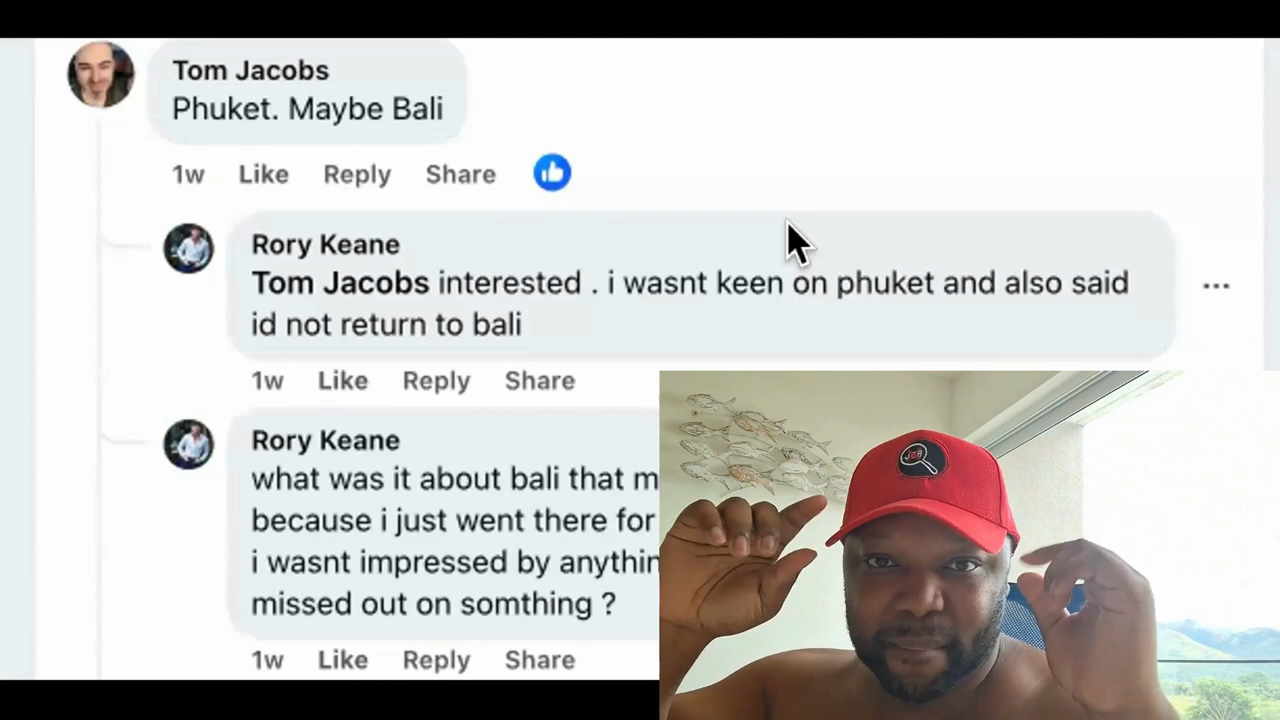 Tom Jacobs
Phuket. Maybe Bali
1w Like Reply Share
Rory Keane
Tom Jacobs interested . i wasnt keen on phuket and also said
id not return to bali
1w Like Reply Share
Rory Keane
what was it about bali that m
because i just went there for
i wasnt impressed by anythin
missed out on somthing ?
1w Like Reply Share